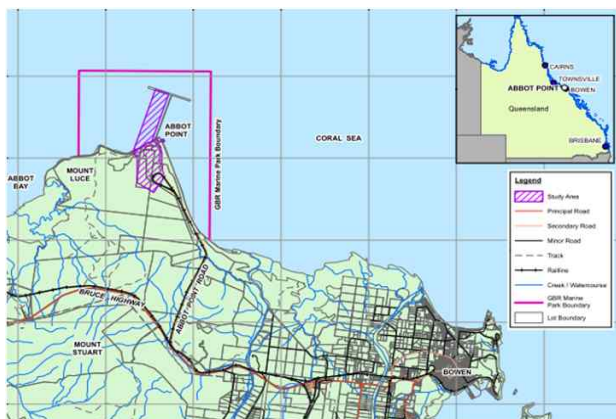 ABBOT
POINT
CORAL SEA
MOUNT
LUCE
ABBOT
BAY
GBR Marine Park Boundary
ABBOT POINT ROAD
BRUCE HIGHWAY
MOUNT
STUART
BOWEN
CAIRNS
TOWNSVILLE
BOWEN
ABBOT POINT
Queensland
BRISBANE
Legend
Study Area
Principal Road
Secondary Road
Minor Road
Track
Railline
Creek / Watercourse
GBR Marine
Park Boundary
Lot Boundary